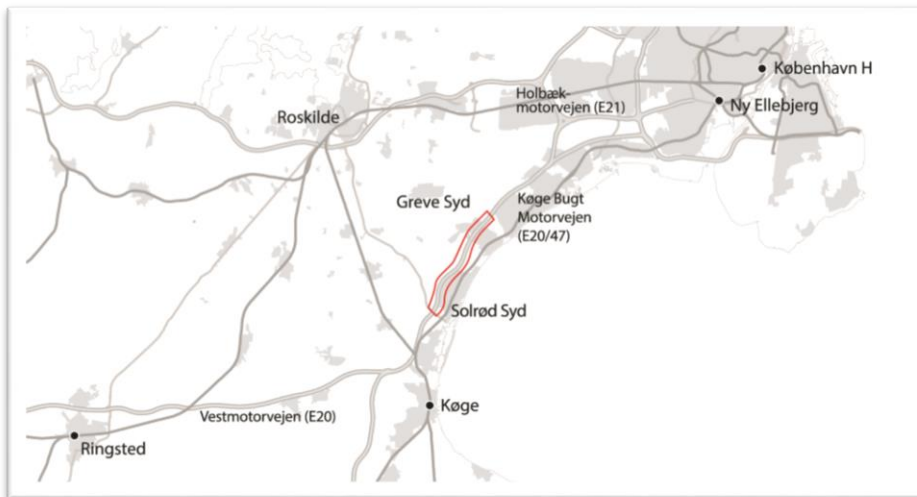 København H
Holbæk-
motorvejen (E21)
Ny Ellebjerg
Roskilde
Greve Syd
Køge Bugt
Motorvejen
(E20/47)
Solrød Syd
Køge
Vestmotorvejen (E20)
Ringsted